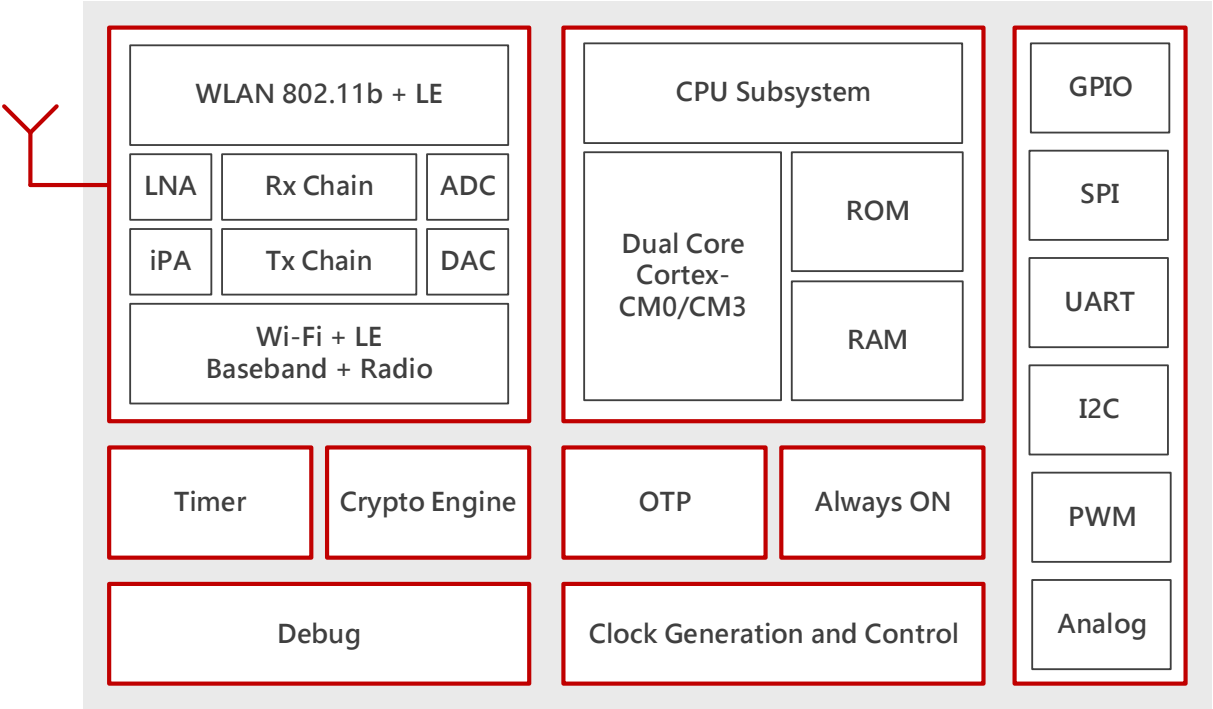 WLAN 802.11b + LE
LNA
Rx Chain
ADC
iPA
Tx Chain
DAC
Wi-Fi + LE
Baseband + Radio
CPU Subsystem
Dual Core
Cortex-
CM0/CM3
ROM
RAM
GPIO
SPI
UART
I2C
PWM
Analog
Timer
Crypto Engine
OTP
Always ON
Debug
Clock Generation and Control